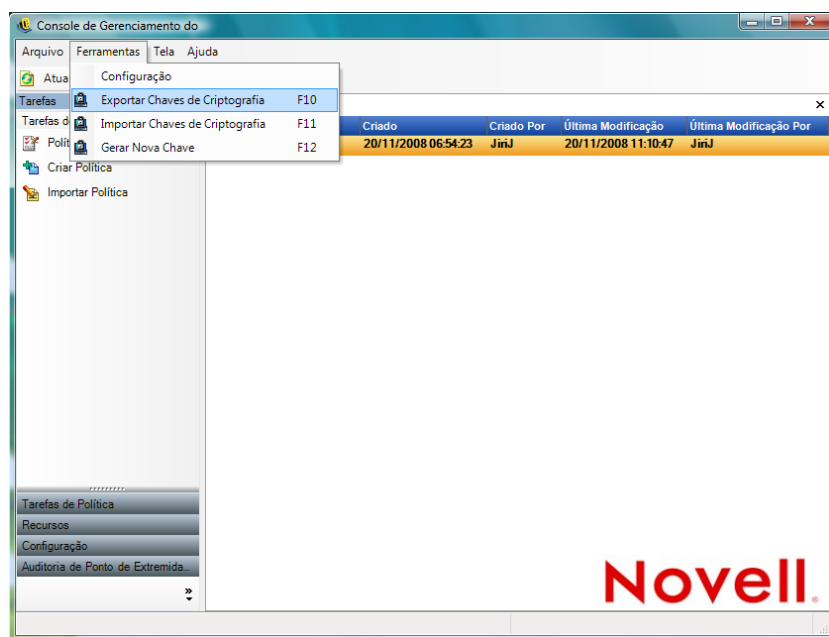 Console de Gerenciamento do
Arquivo Ferramentas Tela Ajuda
Atua
Configuração
Tarefas
Exportar Chaves de Criptografia F10
Tarefas d
Importar Chaves de Criptografia F11
Criado Criado Por Última Modificação Última Modificação Por
Polít
Gerar Nova Chave F12
20/11/2008 06:54:23 JiriJ 20/11/2008 11:10:47 JiriJ
Criar Política
Importar Política
Tarefas de Política
Recursos
Configuração
Auditoria de Ponto de Extremida...
Novell.